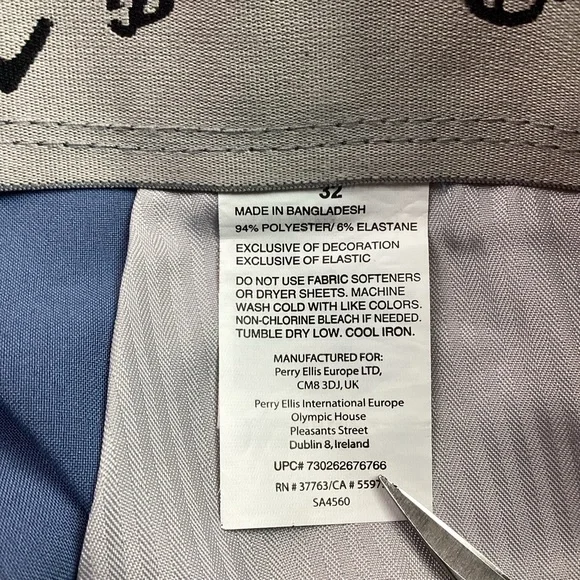 32
MADE IN BANGLADESH
94% POLYESTER/ 6% ELASTANE
EXCLUSIVE OF DECORATION
EXCLUSIVE OF ELASTIC
DO NOT USE FABRIC SOFTENERS
OR DRYER SHEETS. MACHINE
WASH COLD WITH LIKE COLORS.
NON-CHLORINE BLEACH IF NEEDED.
TUMBLE DRY LOW. COOL IRON.
MANUFACTURED FOR:
Perry Ellis Europe LTD,
CM8 3DJ, UK
Perry Ellis International Europe
Olympic House
Pleasants Street
Dublin 8, Ireland
UPC# 730262676766
RN # 37763/CA #
SA4560